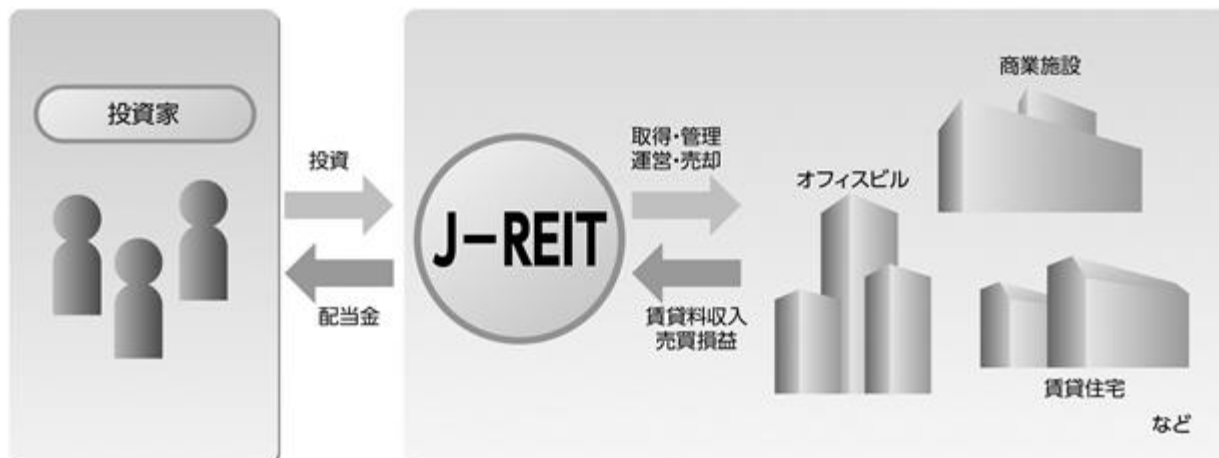 投資家
投資
配当金
J-REIT
取得・管理
運営・売却
賃貸料収入
売買損益
オフィスビル
商業施設
賃貸住宅
など